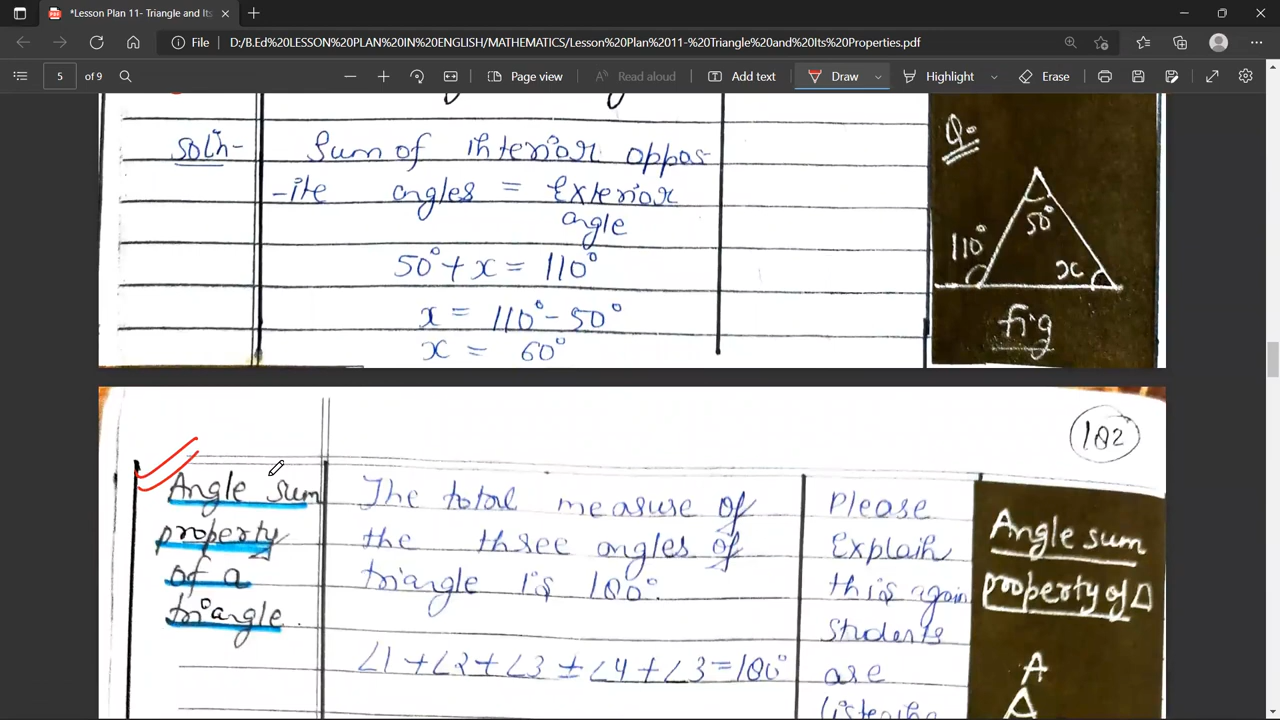 *Lesson Plan 11- Triangle and Its
File D:/B.Ed%20LESSON%20PLAN%20IN%20ENGLISH/MATHEMATICS/Lesson%20Plan%2011-%20Triangle%20and%20Its%20Properties.pdf
5 of 9 Page view Read aloud Add text Draw Highlight Erase
Soln-
Sum of interior oppos
-ite angles = Exterior
angle
50° + x = 110°
x = 110° - 50°
x = 60°
Q.
50°
110°
x
fig
102
Angle sum
property
of a
triangle.
The total measure of
the three angles of
triangle is 180°.
∠1 + ∠2 + ∠3 = ∠4 + ∠3 = 180°
Please
Explain
this again
Students
are
listening
Angle sum
property of Δ
A